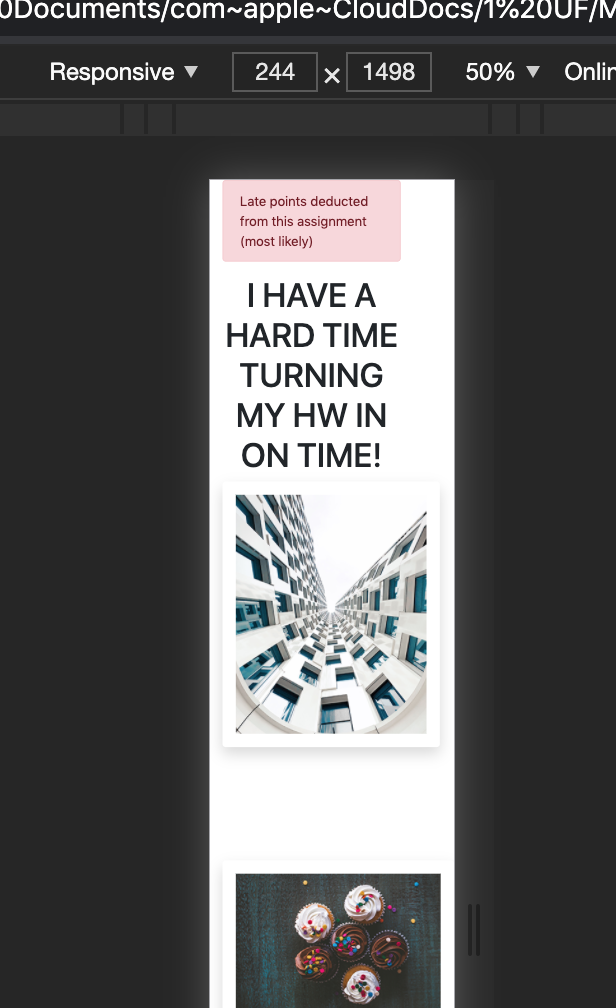 0Documents/com~apple~CloudDocs/1%20UF/M
Responsive ▼ 244 × 1498 50% ▼ Onlin
Late points deducted
from this assignment
(most likely)
I HAVE A
HARD TIME
TURNING
MY HW IN
ON TIME!